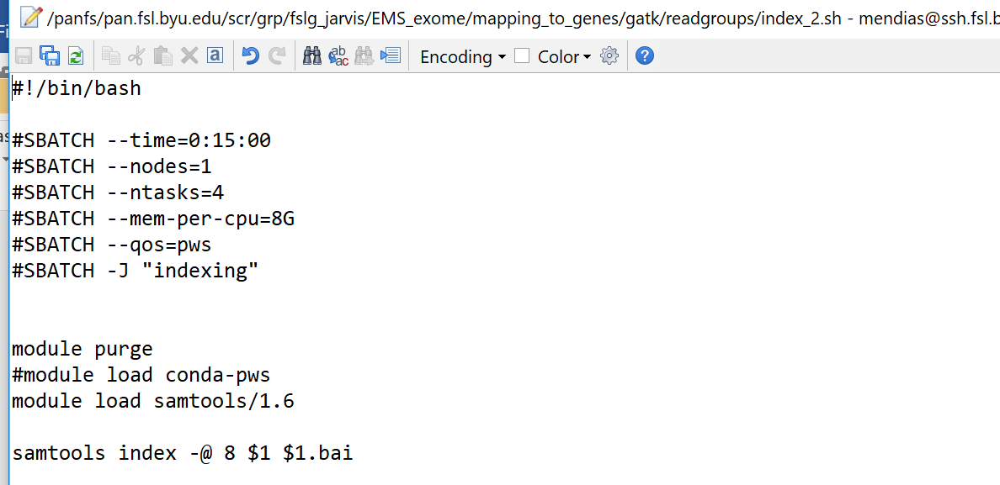 /panfs/pan.fsl.byu.edu/scr/grp/fslg_jarvis/EMS_exome/mapping_to_genes/gatk/readgroups/index_2.sh - mendias@ssh.fsl.b
Encoding Color
#!/bin/bash
#SBATCH --time=0:15:00
#SBATCH --nodes=1
#SBATCH --ntasks=4
#SBATCH --mem-per-cpu=8G
#SBATCH --qos=pws
#SBATCH -J "indexing"
module purge
#module load conda-pws
module load samtools/1.6
samtools index -@ 8 $1 $1.bai